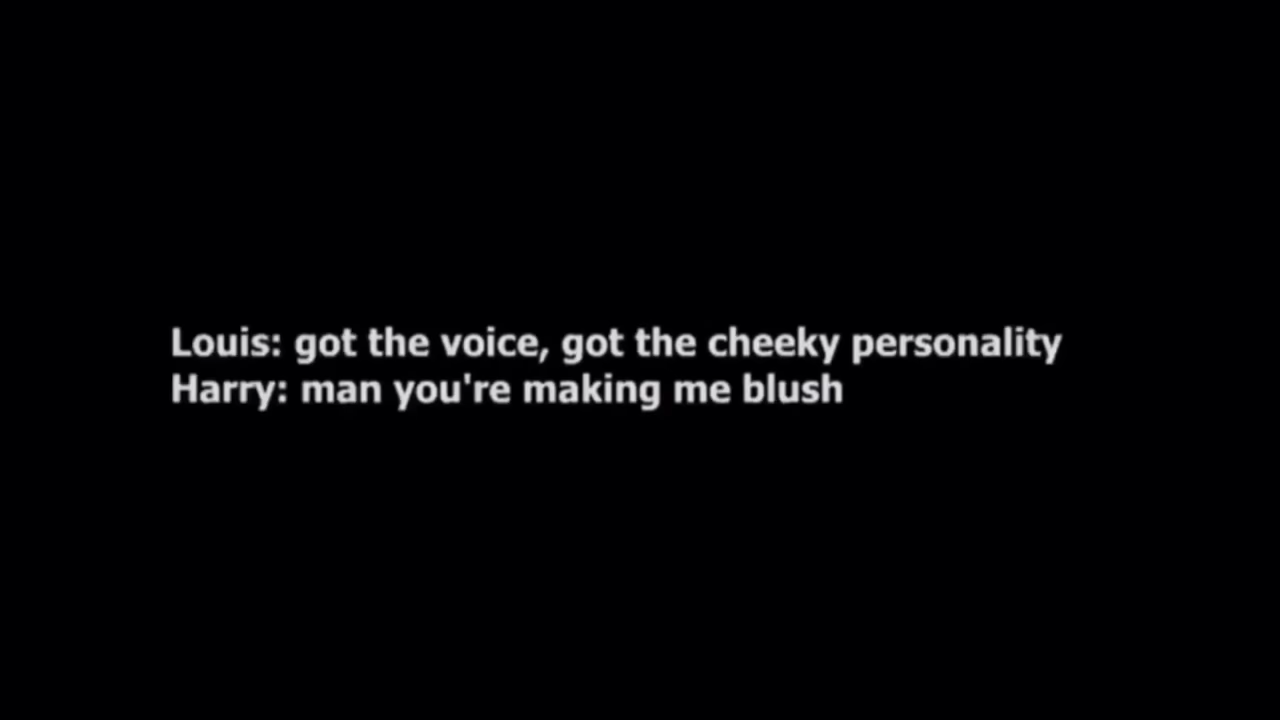 Louis: got the voice, got the cheeky personality
Harry: man you're making me blush